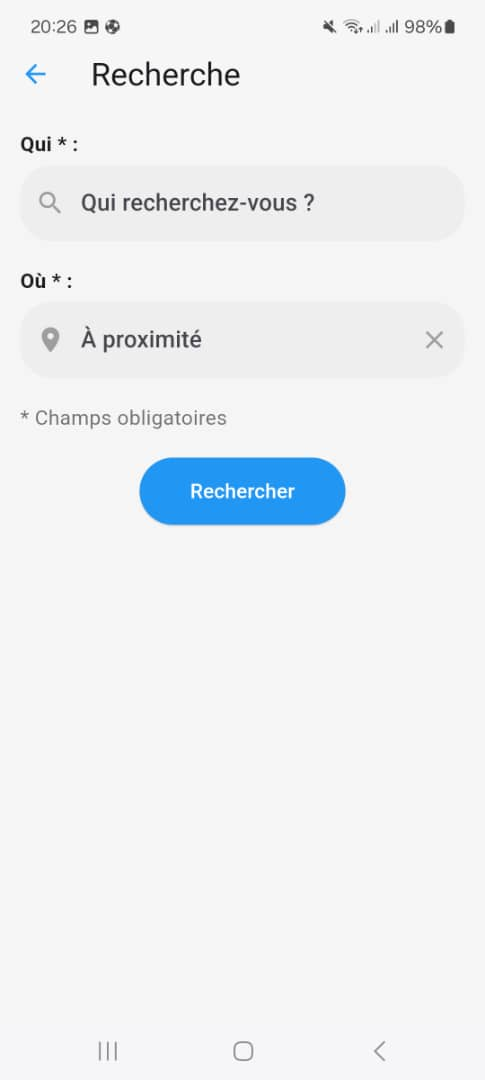 20:26 98%
Recherche
Qui * :
Qui recherchez-vous ?
Où * :
À proximité
* Champs obligatoires
Rechercher